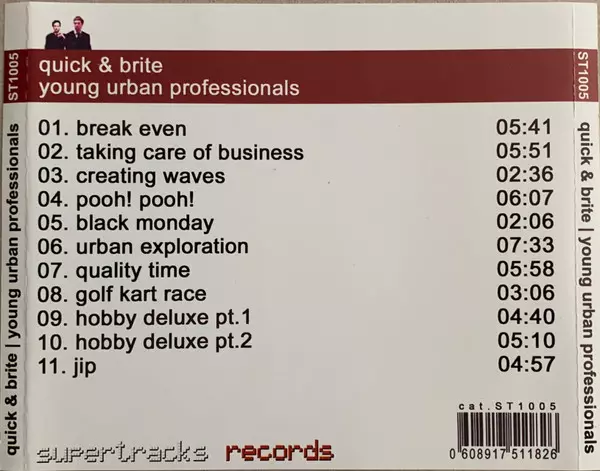 quick & brite
young urban professionals
01. break even 05:41
02. taking care of business 05:51
03. creating waves 02:36
04. pooh! pooh! 06:07
05. black monday 02:06
06. urban exploration 07:33
07. quality time 05:58
08. golf kart race 03:06
09. hobby deluxe pt.1 04:40
10. hobby deluxe pt.2 05:10
11. jip 04:57
supertracks records
cat.ST1005
0 608917 511826
ST1005
quick & brite | young urban professionals
ST1005
quick & brite | young urban professionals